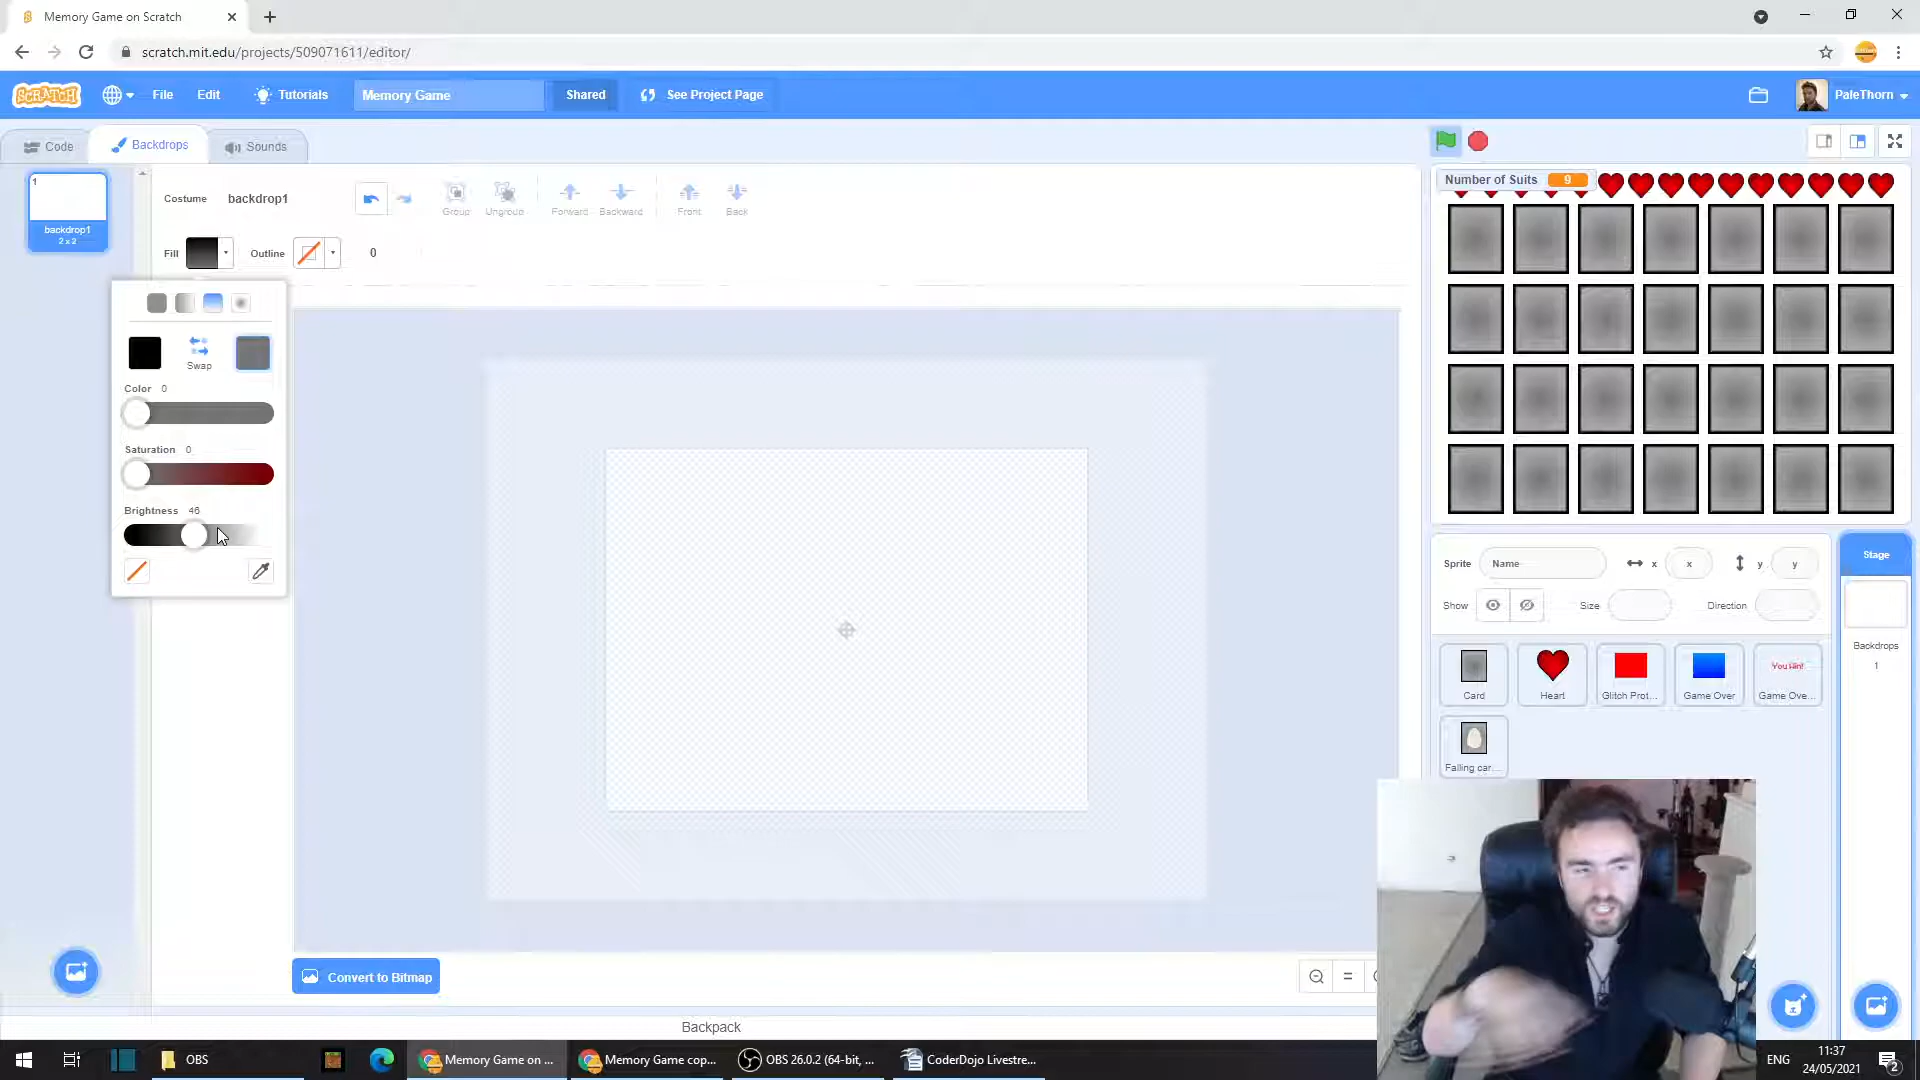 Memory Game on Scratch
scratch.mit.edu/projects/509071611/editor/
SCRATCH
File
Edit
Tutorials
Memory Game
Shared
See Project Page
PaleThorn
Code
Backdrops
Sounds
1
backdrop1
2 x 2
Costume
backdrop1
Group
Ungroup
Forward
Backward
Front
Back
Fill
Outline
0
Swap
Color 0
Saturation 0
Brightness 46
Convert to Bitmap
Backpack
Number of Suits 9
Sprite
Name
x
x
y
y
Show
Size
Direction
Stage
Backdrops
1
Card
Heart
Glitch Prot...
Game Over
You Win!
Game Ove...
Falling car...
OBS
Memory Game on ...
Memory Game cop...
OBS 26.0.2 (64-bit, ...
CoderDojo Livestre...
ENG
11:37
24/05/2021
2